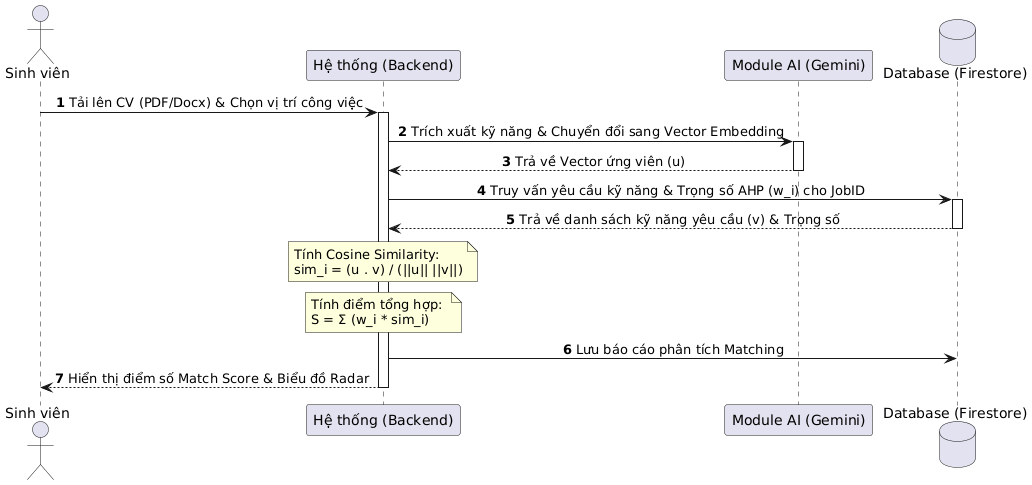 Sinh viên
Hệ thống (Backend)
Module AI (Gemini)
Database (Firestore)
1 Tải lên CV (PDF/Docx) & Chọn vị trí công việc
2 Trích xuất kỹ năng & Chuyển đổi sang Vector Embedding
3 Trả về Vector ứng viên (u)
4 Truy vấn yêu cầu kỹ năng & Trọng số AHP (w_i) cho JobID
5 Trả về danh sách kỹ năng yêu cầu (v) & Trọng số
Tính Cosine Similarity:
sim_i = (u . v) / (||u|| ||v||)
Tính điểm tổng hợp:
S = Σ (w_i * sim_i)
6 Lưu báo cáo phân tích Matching
7 Hiển thị điểm số Match Score & Biểu đồ Radar
Sinh viên
Hệ thống (Backend)
Module AI (Gemini)
Database (Firestore)